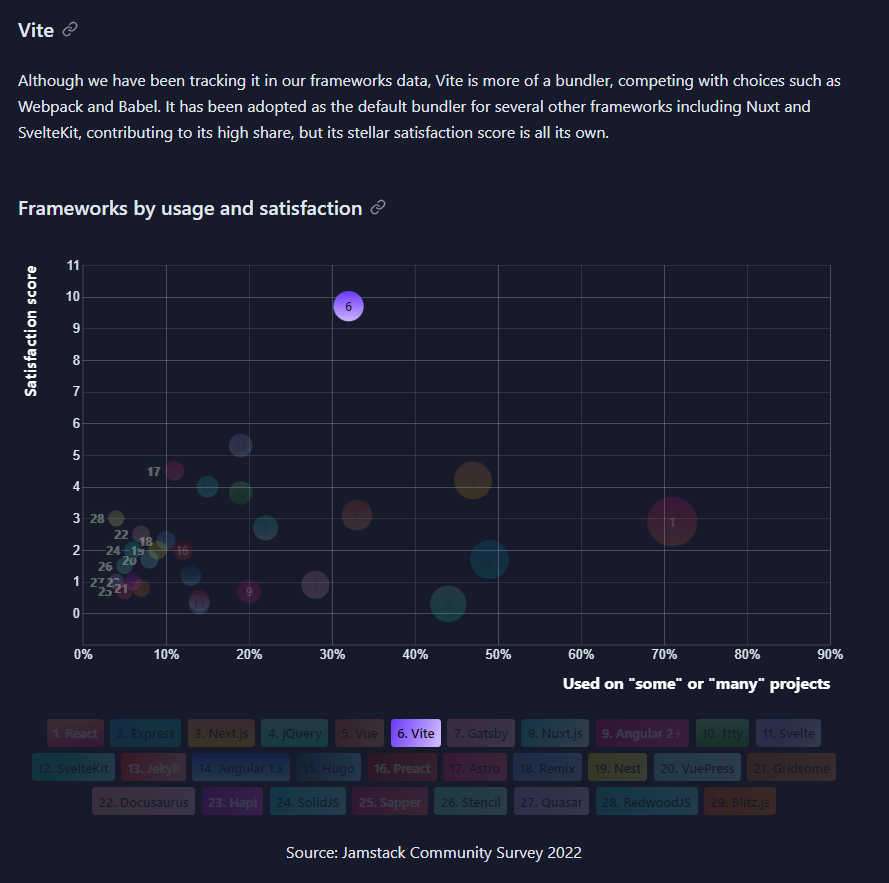 Vite
Although we have been tracking it in our frameworks data, Vite is more of a bundler, competing with choices such as
Webpack and Babel. It has been adopted as the default bundler for several other frameworks including Nuxt and
SvelteKit, contributing to its high share, but its stellar satisfaction score is all its own.
Frameworks by usage and satisfaction
Satisfaction score
11
10
9
8
7
6
5
4
3
2
1
0
6
17
28
1
22
18
24
19
16
20
26
27
21
25
9
13
0%
10%
20%
30%
40%
50%
60%
70%
80%
90%
Used on "some" or "many" projects
1. React
2. Express
3. Next.js
4. jQuery
5. Vue
6. Vite
7. Gatsby
8. Nuxt.js
9. Angular 2+
10. 11ty
11. Svelte
12. SvelteKit
13. Jekyll
14. Angular 1.x
15. Hugo
16. Preact
17. Astro
18. Remix
19. Nest
20. VuePress
21. Gridsome
22. Docusaurus
23. Hapi
24. SolidJS
25. Sapper
26. Stencil
27. Quasar
28. RedwoodJS
29. Blitz.js
Source: Jamstack Community Survey 2022